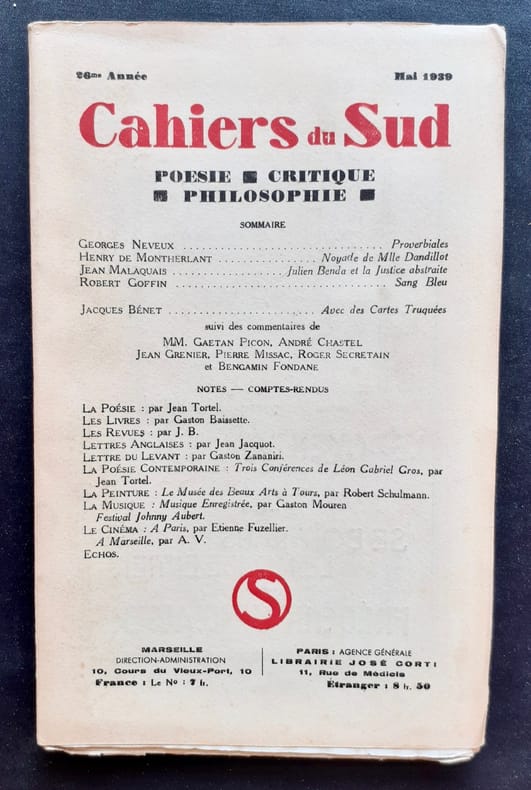 26me Année Mai 1939
Cahiers du Sud
POESIE CRITIQUE
PHILOSOPHIE
SOMMAIRE
GEORGES NEVEUX .................................. Proverbiales
HENRY DE MONTHERLANT ................ Noyade de Mlle Dandillot
JEAN MALAQUAIS .................... Julien Benda et la Justice abstraite
ROBERT GOFFIN .................................... Sang Bleu
JACQUES BÉNET .......................... Avec des Cartes Truquées
suivi des commentaires de
MM. GAETAN PICON, ANDRÉ CHASTEL
JEAN GRENIER, PIERRE MISSAC, ROGER SECRETAIN
et BENGAMIN FONDANE
NOTES — COMPTES-RENDUS
LA POÉSIE : par Jean Tortel.
LES LIVRES : par Gaston Baissette.
LES REVUES : par J. B.
LETTRES ANGLAISES : par Jean Jacquot.
LETTRE DU LEVANT : par Gaston Zananiri.
LA POÉSIE CONTEMPORAINE : Trois Conférences de Léon Gabriel Gros, par
Jean Tortel.
LA PEINTURE : Le Musée des Beaux Arts à Tours, par Robert Schulmann.
LA MUSIQUE : Musique Enregistrée, par Gaston Mouren
Festival Johnny Aubert.
LE CINÉMA : A Paris, par Etienne Fuzellier.
A Marseille, par A. V.
ECHOS.
S
MARSEILLE
DIRECTION-ADMINISTRATION
10, Cours du Vieux-Port, 10
France : LE NO : 7 fr.
PARIS : AGENCE GÉNÉRALE
LIBRAIRIE JOSÉ CORTI
11, Rue de Médicis
Étranger : 8 fr. 50